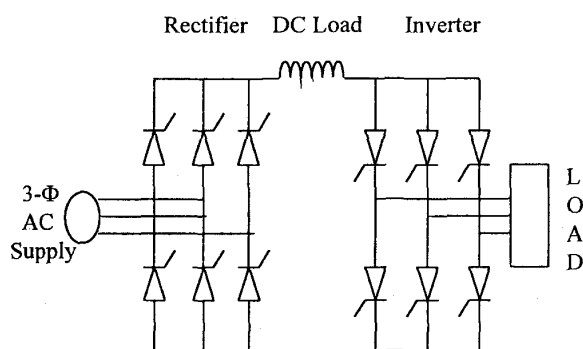 Rectifier DC Load Inverter
3-Φ
AC
Supply
L
O
A
D